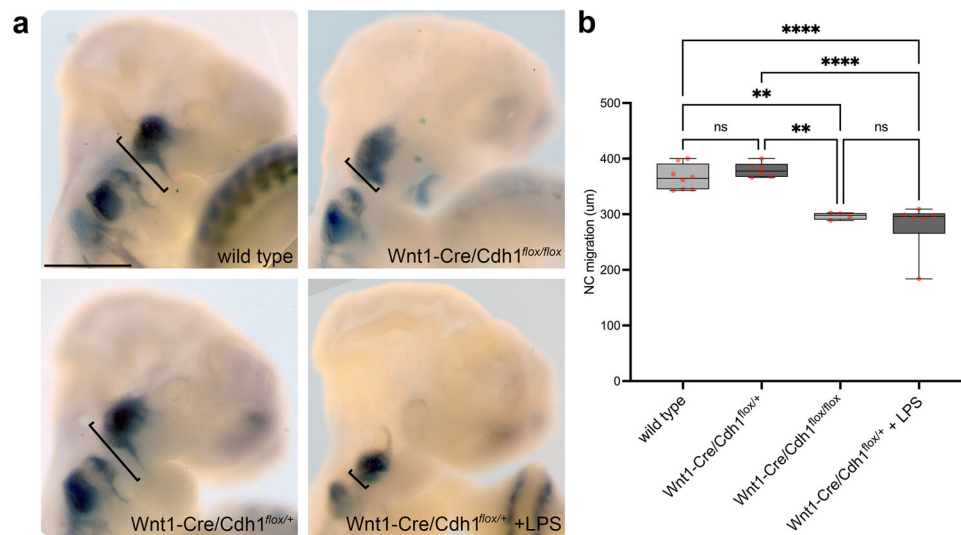 a
wild type
Wnt1-Cre/Cdh1flox/flox
Wnt1-Cre/Cdh1flox/+
Wnt1-Cre/Cdh1flox/+ +LPS
b
****
****
**
ns
**
ns
500
400
300
200
100
0
NC migration (um)
wild type
Wnt1-Cre/Cdh1flox/+
Wnt1-Cre/Cdh1flox/flox
Wnt1-Cre/Cdh1flox/+ + LPS